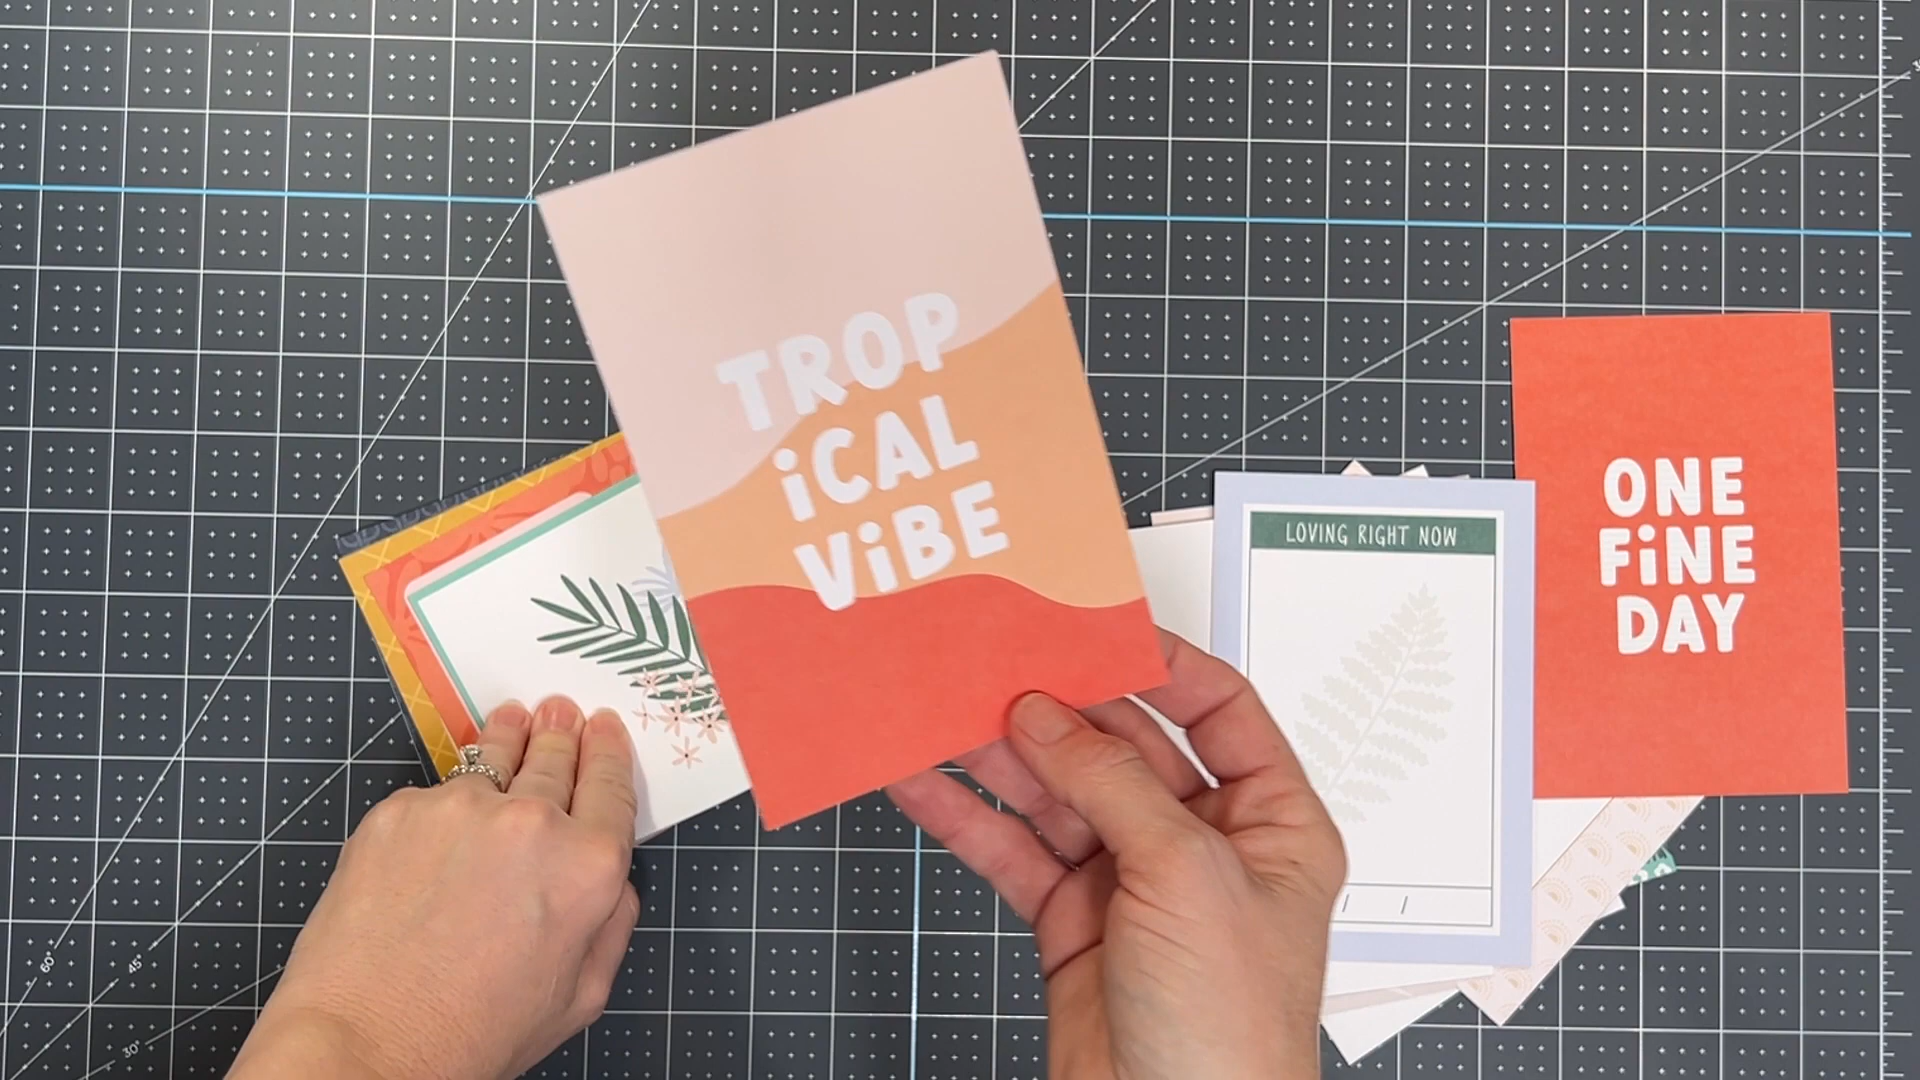 TROP
iCAL
ViBE
LOVING RIGHT NOW
/ /
ONE
FiNE
DAY
60°
45°
30°